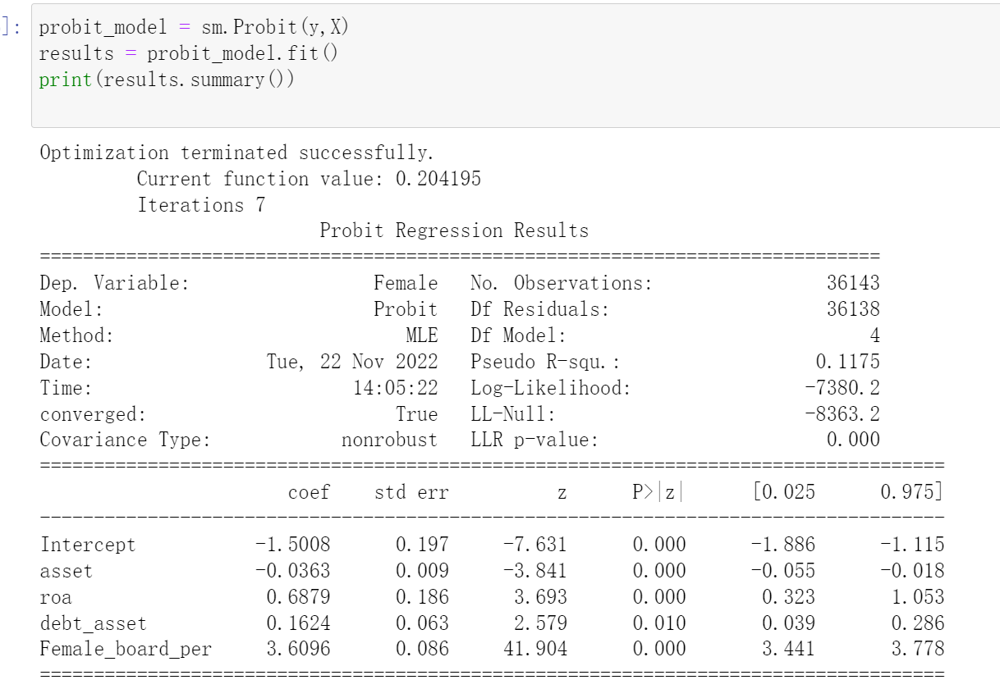 ]:
probit_model = sm.Probit(y,X)
results = probit_model.fit()
print(results.summary())
Optimization terminated successfully.
         Current function value: 0.204195
         Iterations 7
                          Probit Regression Results
==============================================================================
Dep. Variable:                 Female   No. Observations:                36143
Model:                         Probit   Df Residuals:                    36138
Method:                           MLE   Df Model:                            4
Date:                Tue, 22 Nov 2022   Pseudo R-squ.:                  0.1175
Time:                        14:05:22   Log-Likelihood:                -7380.2
converged:                       True   LL-Null:                       -8363.2
Covariance Type:            nonrobust   LLR p-value:                     0.000
====================================================================================
                       coef    std err          z      P>|z|      [0.025      0.975]
------------------------------------------------------------------------------------
Intercept           -1.5008      0.197     -7.631      0.000      -1.886      -1.115
asset               -0.0363      0.009     -3.841      0.000      -0.055      -0.018
roa                  0.6879      0.186      3.693      0.000       0.323       1.053
debt_asset           0.1624      0.063      2.579      0.010       0.039       0.286
Female_board_per     3.6096      0.086     41.904      0.000       3.441       3.778
====================================================================================